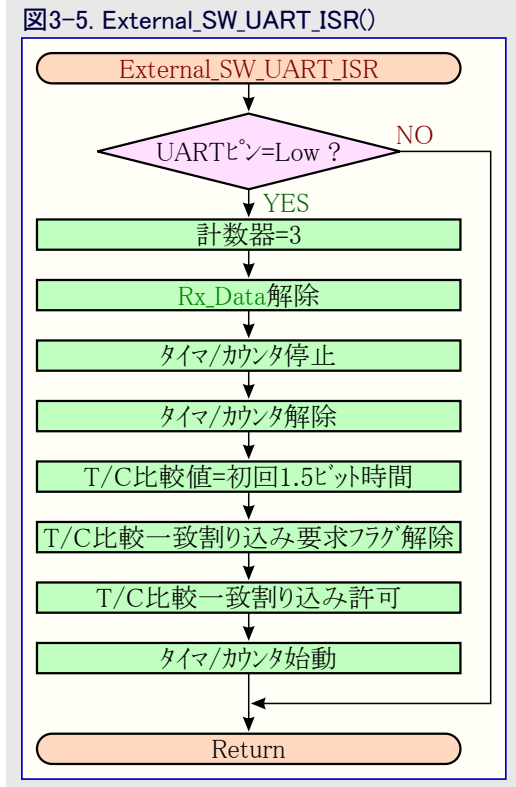 図3-5. External_SW_UART_ISR()
External_SW_UART_ISR
UARTﾋﾟﾝ=Low ?
NO
YES
計数器=3
Rx_Data解除
ﾀｲﾏ/ｶｳﾝﾀ停止
ﾀｲﾏ/ｶｳﾝﾀ解除
T/C比較値=初回1.5ﾋﾞｯﾄ時間
T/C比較一致割り込み要求ﾌﾗｸﾞ解除
T/C比較一致割り込み許可
ﾀｲﾏ/ｶｳﾝﾀ始動
Return